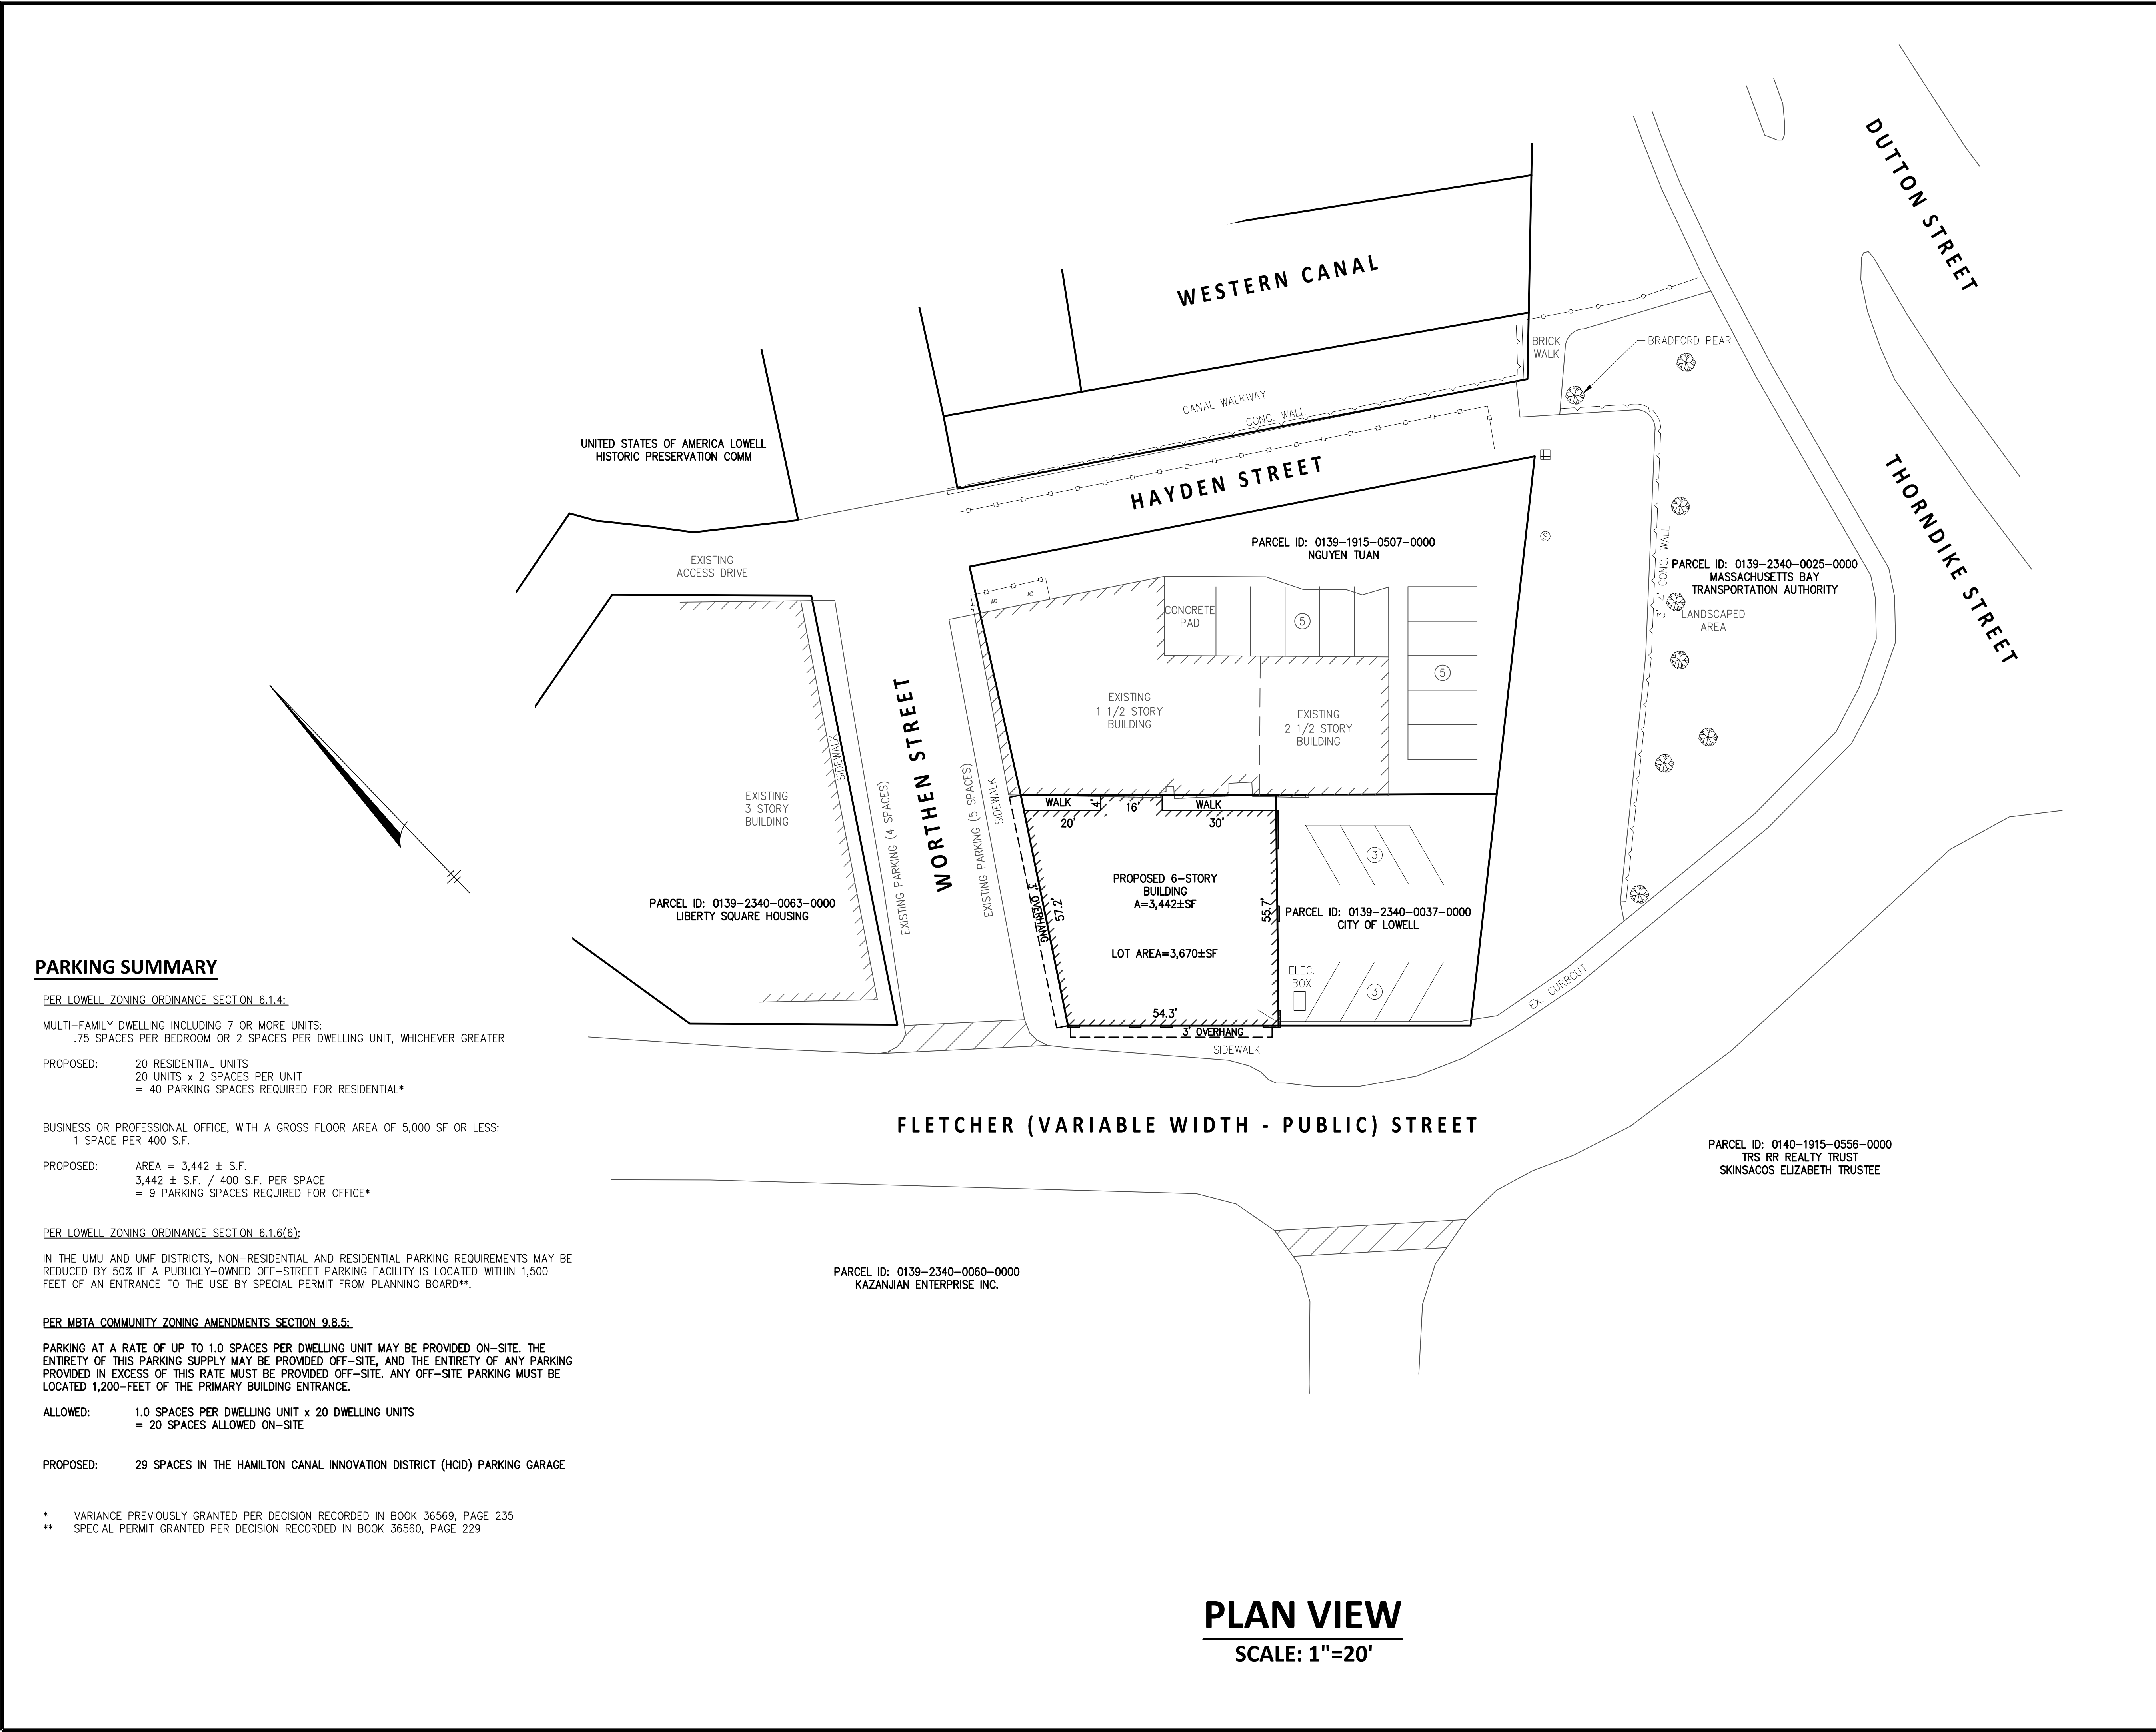 DUTTON STREET
WESTERN CANAL
BRICK
WALK
BRADFORD PEAR
CANAL WALKWAY
CONC. WALL
UNITED STATES OF AMERICA LOWELL
HISTORIC PRESERVATION COMM
HAYDEN STREET
THORNDIKE STREET
S
EXISTING
ACCESS DRIVE
PARCEL ID: 0139-1915-0507-0000
NGUYEN TUAN
3'-4' CONC. WALL
PARCEL ID: 0139-2340-0025-0000
MASSACHUSETTS BAY
TRANSPORTATION AUTHORITY
LANDSCAPED
AREA
AC
AC
CONCRETE
PAD
5
5
EXISTING
1 1/2 STORY
BUILDING
EXISTING
2 1/2 STORY
BUILDING
SIDEWALK
WORTHEN STREET
EXISTING PARKING (4 SPACES)
EXISTING PARKING (5 SPACES)
SIDEWALK
EXISTING
3 STORY
BUILDING
WALK
4'
16'
WALK
20'
30'
3' OVERHANG
57.2'
PROPOSED 6-STORY
BUILDING
A=3,442±SF
LOT AREA=3,670±SF
55.7'
54.3'
3' OVERHANG
SIDEWALK
3
PARCEL ID: 0139-2340-0037-0000
CITY OF LOWELL
ELEC.
BOX
3
EX. CURBCUT
PARCEL ID: 0139-2340-0063-0000
LIBERTY SQUARE HOUSING
FLETCHER (VARIABLE WIDTH - PUBLIC) STREET
PARCEL ID: 0140-1915-0556-0000
TRS RR REALTY TRUST
SKINSACOS ELIZABETH TRUSTEE
PARCEL ID: 0139-2340-0060-0000
KAZANJIAN ENTERPRISE INC.
PARKING SUMMARY
PER LOWELL ZONING ORDINANCE SECTION 6.1.4:
MULTI-FAMILY DWELLING INCLUDING 7 OR MORE UNITS:
.75 SPACES PER BEDROOM OR 2 SPACES PER DWELLING UNIT, WHICHEVER GREATER
PROPOSED: 20 RESIDENTIAL UNITS
20 UNITS x 2 SPACES PER UNIT
= 40 PARKING SPACES REQUIRED FOR RESIDENTIAL*
BUSINESS OR PROFESSIONAL OFFICE, WITH A GROSS FLOOR AREA OF 5,000 SF OR LESS:
1 SPACE PER 400 S.F.
PROPOSED: AREA = 3,442 ± S.F.
3,442 ± S.F. / 400 S.F. PER SPACE
= 9 PARKING SPACES REQUIRED FOR OFFICE*
PER LOWELL ZONING ORDINANCE SECTION 6.1.6(6):
IN THE UMU AND UMF DISTRICTS, NON-RESIDENTIAL AND RESIDENTIAL PARKING REQUIREMENTS MAY BE
REDUCED BY 50% IF A PUBLICLY-OWNED OFF-STREET PARKING FACILITY IS LOCATED WITHIN 1,500
FEET OF AN ENTRANCE TO THE USE BY SPECIAL PERMIT FROM PLANNING BOARD**.
PER MBTA COMMUNITY ZONING AMENDMENTS SECTION 9.8.5:
PARKING AT A RATE OF UP TO 1.0 SPACES PER DWELLING UNIT MAY BE PROVIDED ON-SITE. THE
ENTIRETY OF THIS PARKING SUPPLY MAY BE PROVIDED OFF-SITE, AND THE ENTIRETY OF ANY PARKING
PROVIDED IN EXCESS OF THIS RATE MUST BE PROVIDED OFF-SITE. ANY OFF-SITE PARKING MUST BE
LOCATED 1,200-FEET OF THE PRIMARY BUILDING ENTRANCE.
ALLOWED: 1.0 SPACES PER DWELLING UNIT x 20 DWELLING UNITS
= 20 SPACES ALLOWED ON-SITE
PROPOSED: 29 SPACES IN THE HAMILTON CANAL INNOVATION DISTRICT (HCID) PARKING GARAGE
* VARIANCE PREVIOUSLY GRANTED PER DECISION RECORDED IN BOOK 36569, PAGE 235
** SPECIAL PERMIT GRANTED PER DECISION RECORDED IN BOOK 36560, PAGE 229
PLAN VIEW
SCALE: 1"=20'